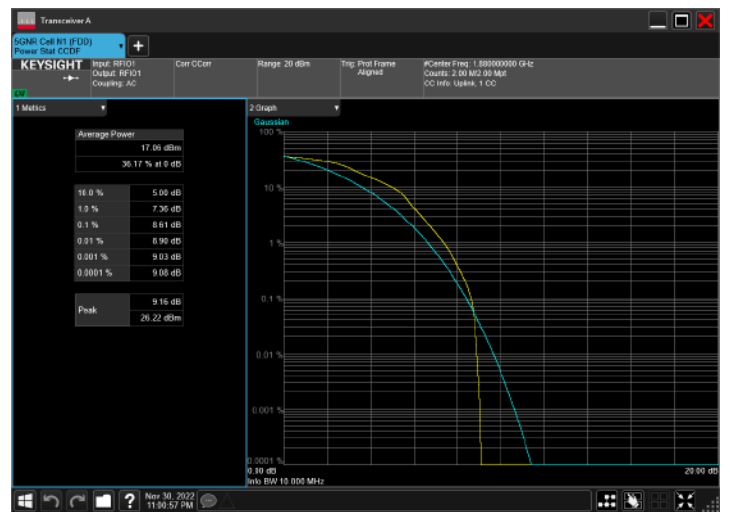 Transceiver A
5GNR Cell N1 (FDD)
Power Stat CCDF
KEYSIGHT
Input: RFIO1
Output: RFIO1
Coupling: AC
Corr CCorr
Range: 20 dBm
Trig: Prot Frame
Aligned
#Center Freq: 1.880000000 GHz
Counts: 2.00 M/2.00 Mpt
CC Info: Uplink, 1 CC
1 Metrics
Average Power
17.06 dBm
36.17 % at 0 dB
10.0 % 5.00 dB
1.0 % 7.36 dB
0.1 % 8.61 dB
0.01 % 8.90 dB
0.001 % 9.03 dB
0.0001 % 9.08 dB
Peak
9.16 dB
26.22 dBm
2 Graph
Gaussian
100 %
10 %
1 %
0.1 %
0.01 %
0.001 %
0.0001 %
0.00 dB
20.00 dB
Info BW 10.000 MHz
Nov 30, 2022
11:00:57 PM